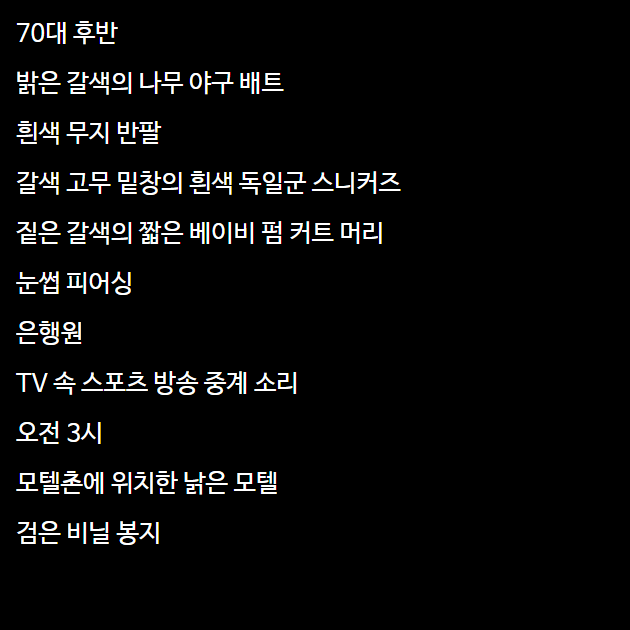 70대 후반
밝은 갈색의 나무 야구 배트
흰색 무지 반팔
갈색 고무 밑창의 흰색 독일군 스니커즈
짙은 갈색의 짧은 베이비 펌 커트 머리
눈썹 피어싱
은행원
TV 속 스포츠 방송 중계 소리
오전 3시
모텔촌에 위치한 낡은 모텔
검은 비닐 봉지